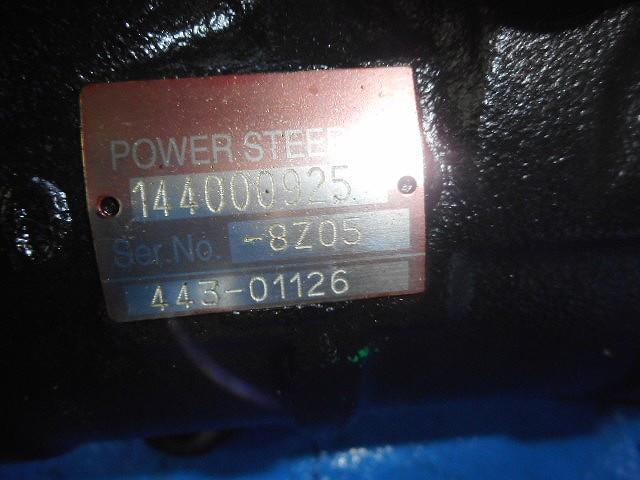 POWER STEE
144000925
Ser.No. -8Z05
443-01126